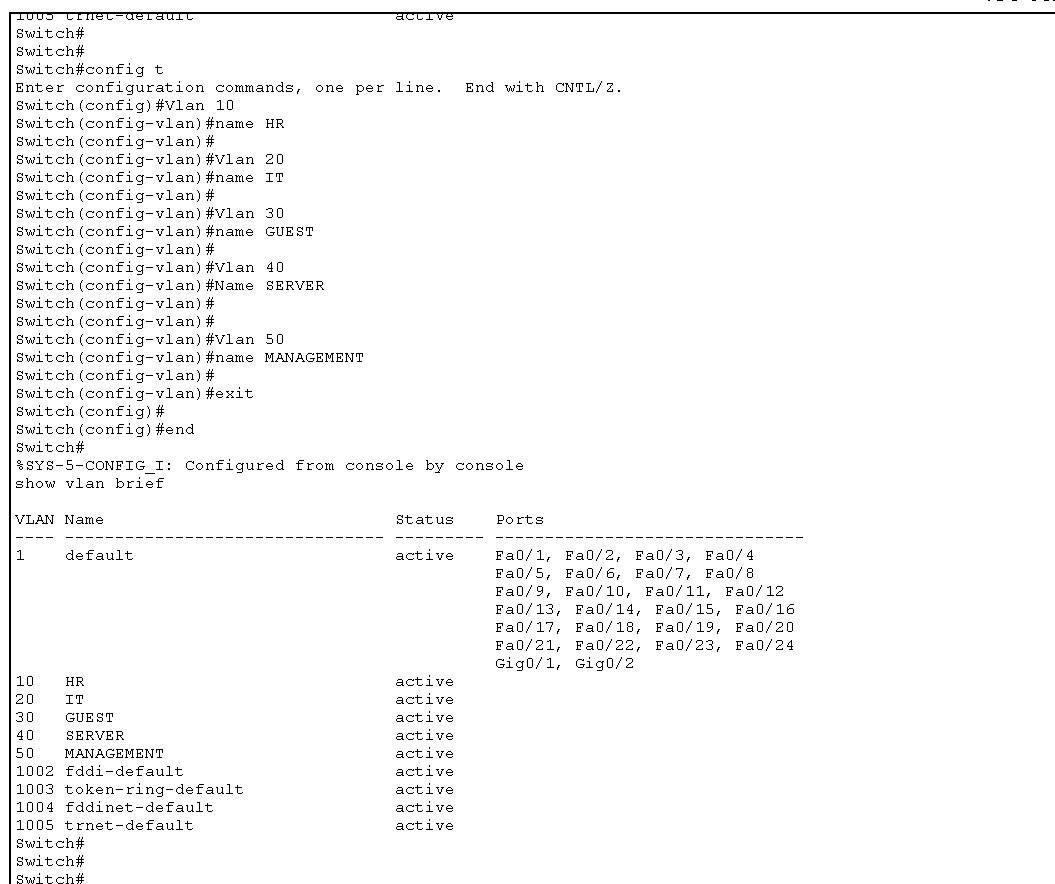 1005 trnet-default                    active
Switch#
Switch#
Switch#config t
Enter configuration commands, one per line.  End with CNTL/Z.
Switch(config)#Vlan 10
Switch(config-vlan)#name HR
Switch(config-vlan)#
Switch(config-vlan)#Vlan 20
Switch(config-vlan)#name IT
Switch(config-vlan)#
Switch(config-vlan)#Vlan 30
Switch(config-vlan)#name GUEST
Switch(config-vlan)#
Switch(config-vlan)#Vlan 40
Switch(config-vlan)#Name SERVER
Switch(config-vlan)#
Switch(config-vlan)#
Switch(config-vlan)#Vlan 50
Switch(config-vlan)#name MANAGEMENT
Switch(config-vlan)#
Switch(config-vlan)#exit
Switch(config)#
Switch(config)#end
Switch#
%SYS-5-CONFIG_I: Configured from console by console
show vlan brief
VLAN Name                             Status    Ports
---- -------------------------------- --------- -------------------------------
1    default                          active    Fa0/1, Fa0/2, Fa0/3, Fa0/4
                                                Fa0/5, Fa0/6, Fa0/7, Fa0/8
                                                Fa0/9, Fa0/10, Fa0/11, Fa0/12
                                                Fa0/13, Fa0/14, Fa0/15, Fa0/16
                                                Fa0/17, Fa0/18, Fa0/19, Fa0/20
                                                Fa0/21, Fa0/22, Fa0/23, Fa0/24
                                                Gig0/1, Gig0/2
10   HR                               active
20   IT                               active
30   GUEST                            active
40   SERVER                           active
50   MANAGEMENT                       active
1002 fddi-default                     active
1003 token-ring-default               active
1004 fddinet-default                  active
1005 trnet-default                    active
Switch#
Switch#
Switch#